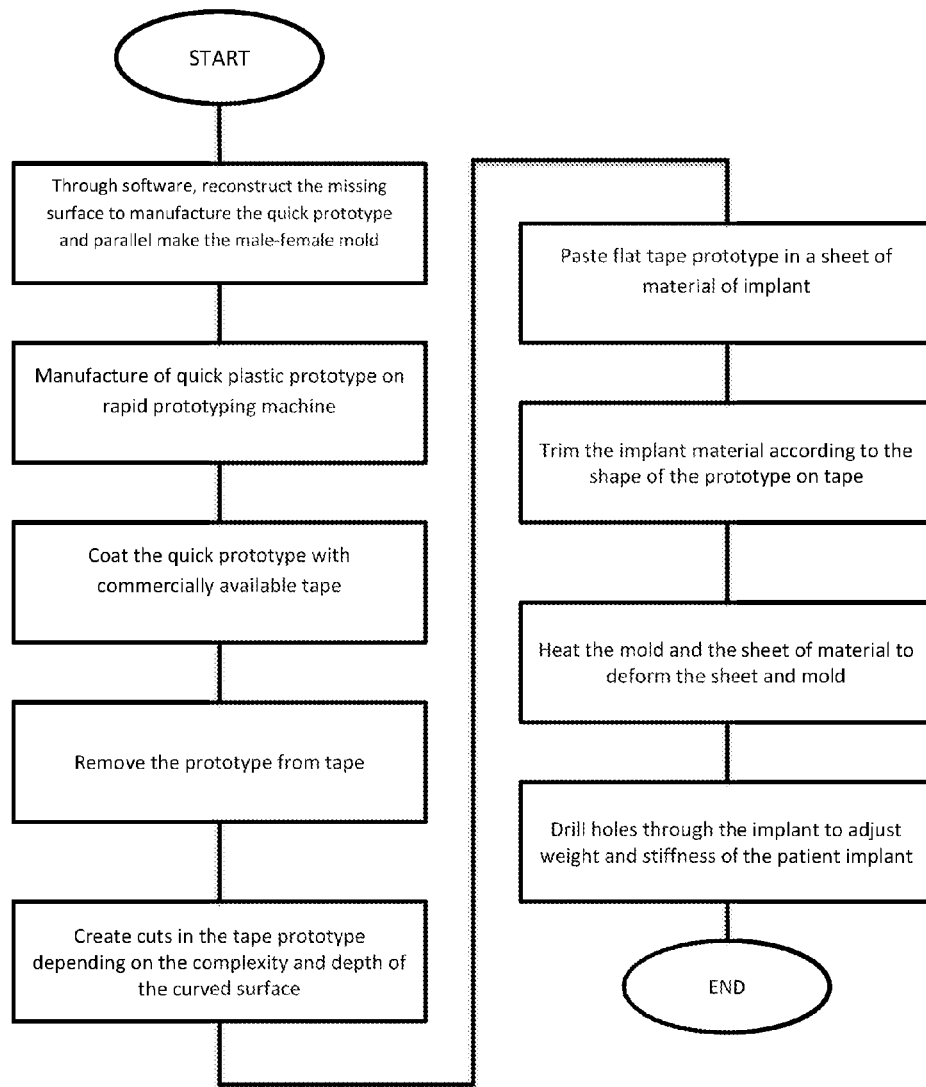 START
Through software, reconstruct the missing
surface to manufacture the quick prototype
and parallel make the male-female mold
Manufacture of quick plastic prototype on
rapid prototyping machine
Coat the quick prototype with
commercially available tape
Remove the prototype from tape
Create cuts in the tape prototype
depending on the complexity and depth of
the curved surface
Paste flat tape prototype in a sheet of
material of implant
Trim the implant material according to the
shape of the prototype on tape
Heat the mold and the sheet of material to
deform the sheet and mold
Drill holes through the implant to adjust
weight and stiffness of the patient implant
END